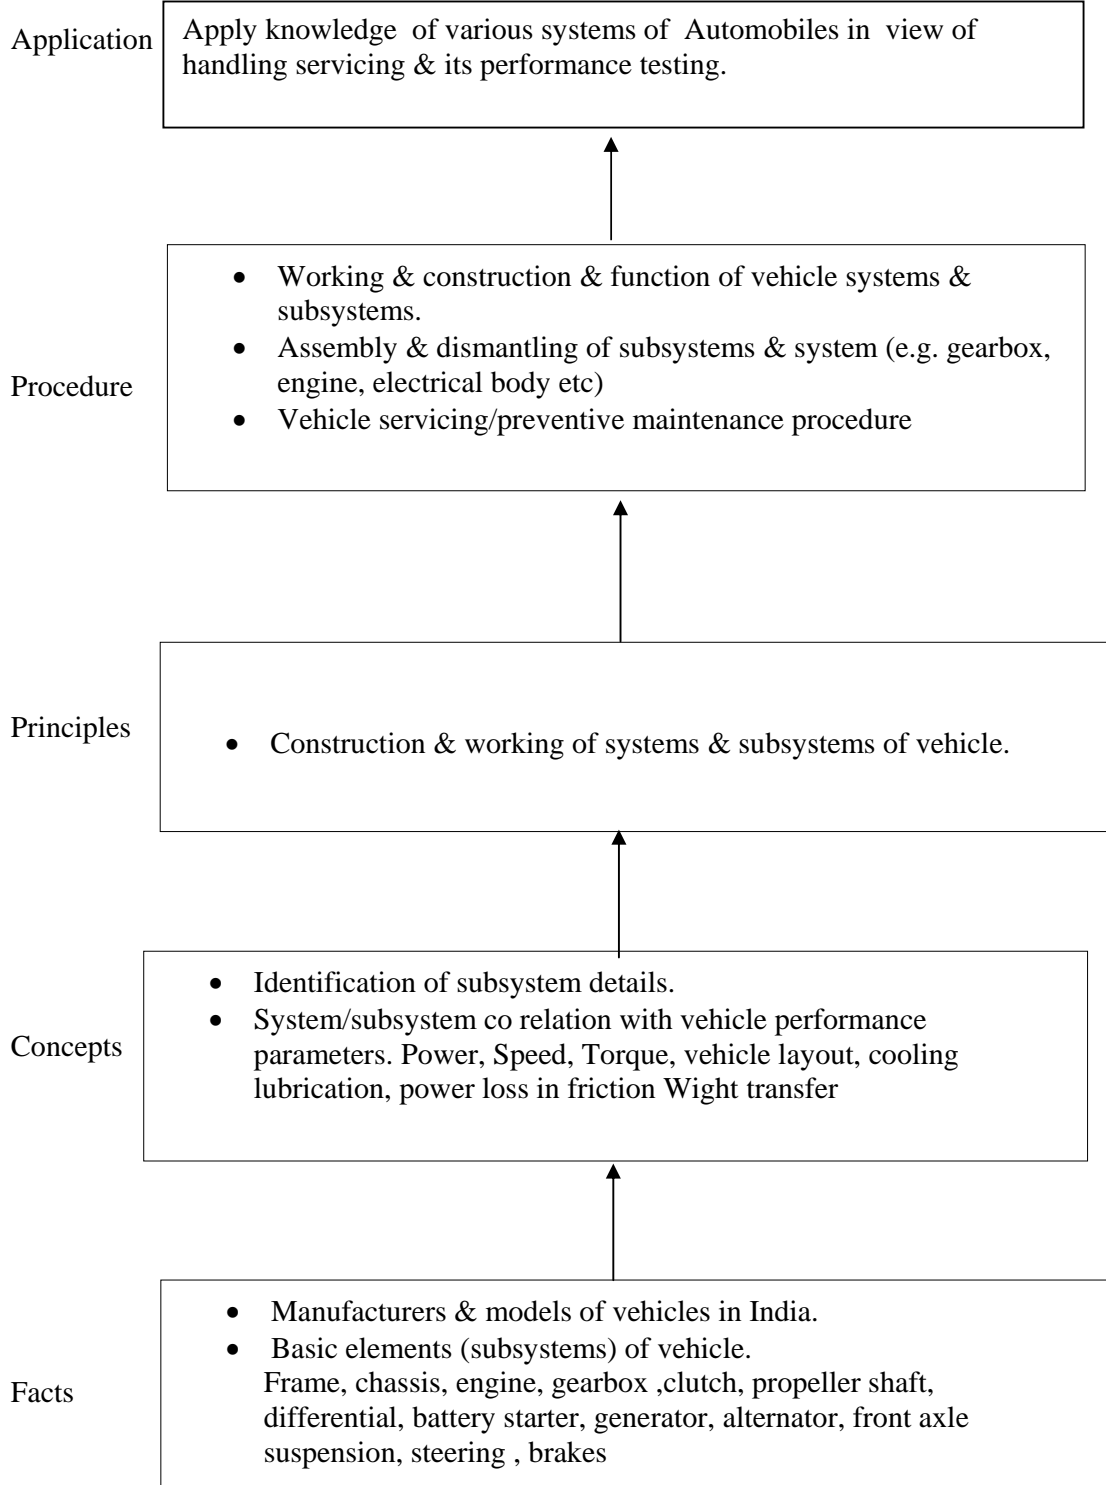 Application
Apply knowledge of various systems of Automobiles in view of
handling servicing & its performance testing.
Procedure
• Working & construction & function of vehicle systems &
subsystems.
• Assembly & dismantling of subsystems & system (e.g. gearbox,
engine, electrical body etc)
• Vehicle servicing/preventive maintenance procedure
Principles
• Construction & working of systems & subsystems of vehicle.
Concepts
• Identification of subsystem details.
• System/subsystem co relation with vehicle performance
parameters. Power, Speed, Torque, vehicle layout, cooling
lubrication, power loss in friction Wight transfer
Facts
• Manufacturers & models of vehicles in India.
• Basic elements (subsystems) of vehicle.
Frame, chassis, engine, gearbox ,clutch, propeller shaft,
differential, battery starter, generator, alternator, front axle
suspension, steering , brakes